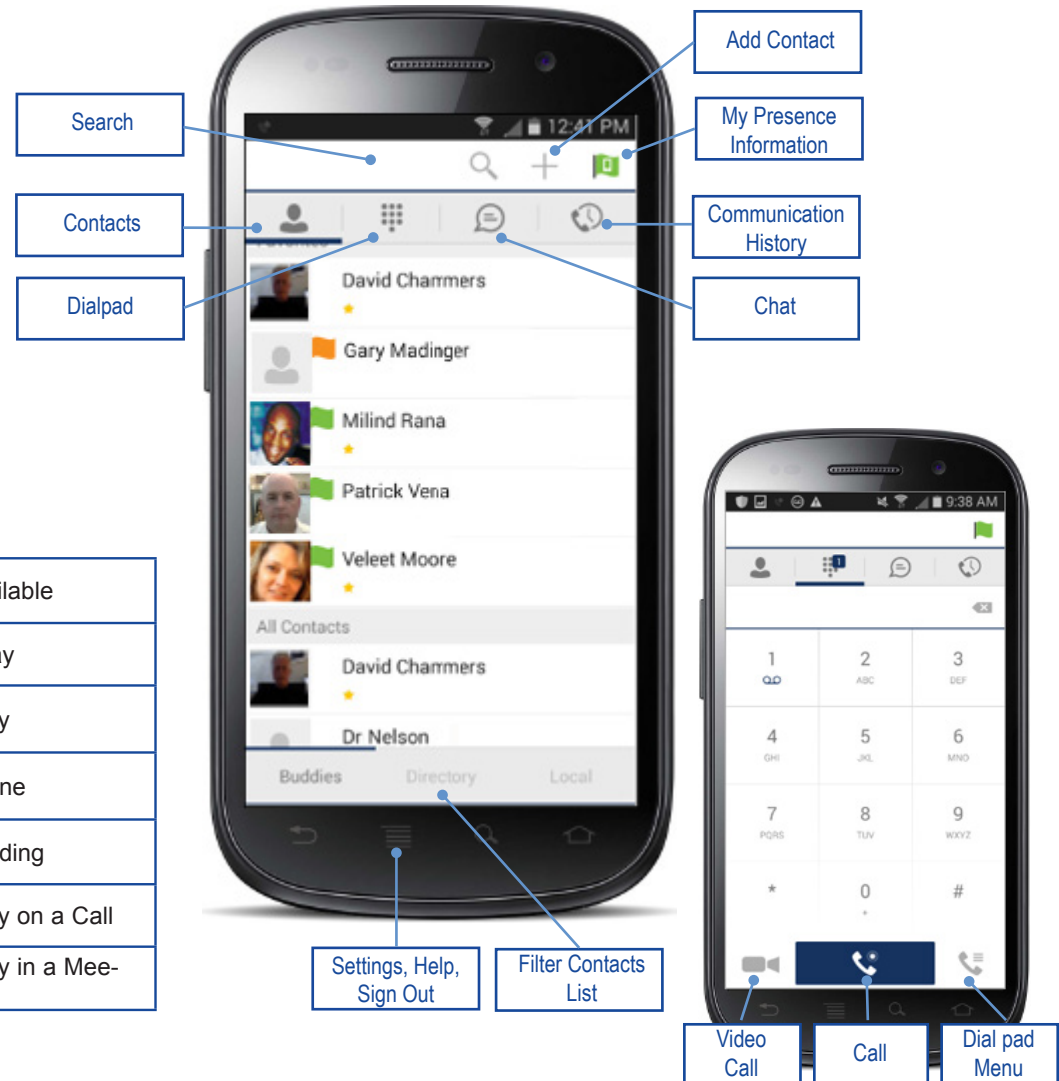 Add Contact
Search
My Presence
Information
12:41 PM
Contacts
Communication
History
Dialpad
Chat
David Chammers
Gary Madinger
Milind Rana
Patrick Vena
Veleet Moore
All Contacts
David Chammers
Dr Nelson
Buddies Directory Local
Settings, Help,
Sign Out
Filter Contacts
List
ilable
ay
y
ne
ding
y on a Call
y in a Mee-
9:38 AM
1
1 2 3
ABC DEF
4 5 6
GHI JKL MNO
7 8 9
PQRS TUV WXYZ
* 0 #
+
Video
Call
Call
Dial pad
Menu